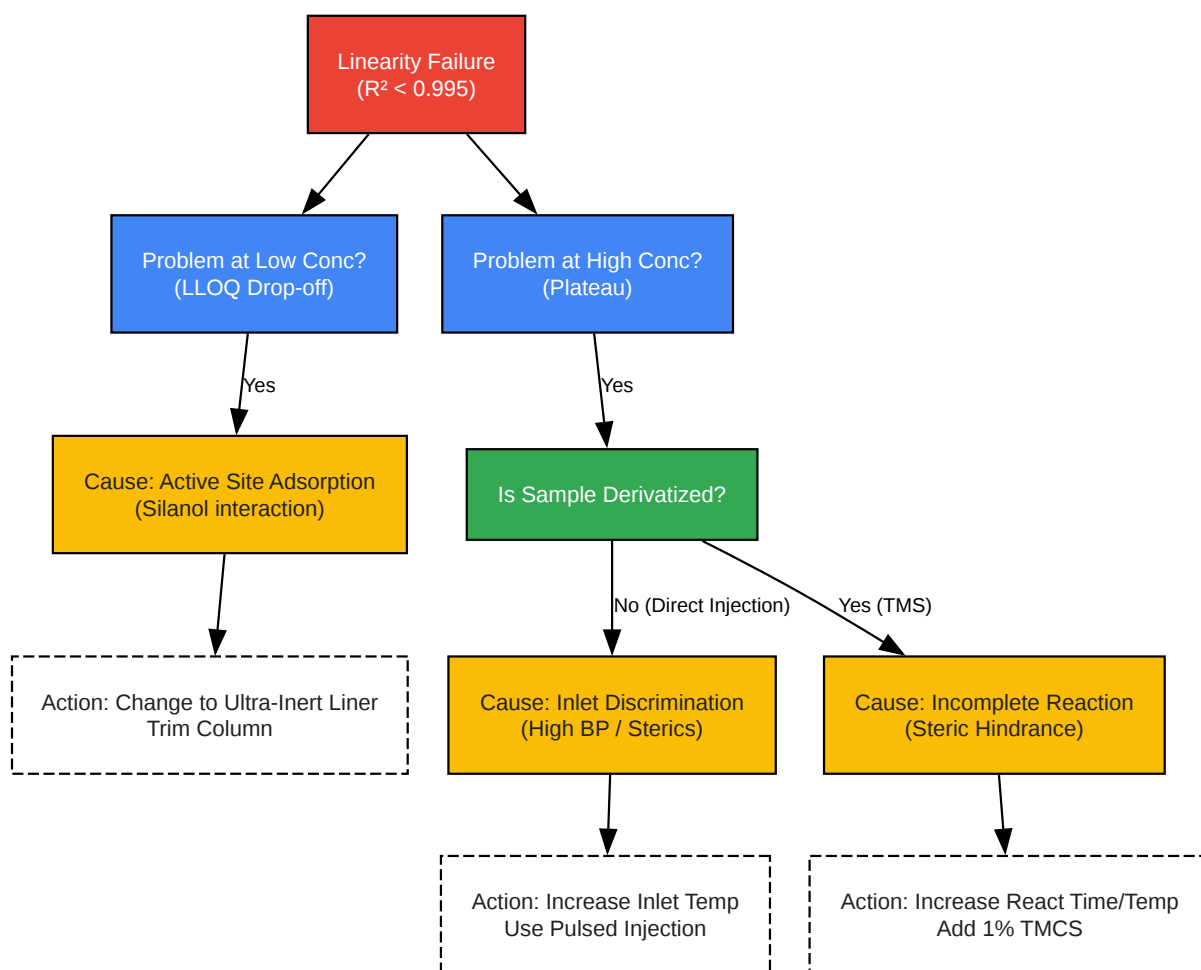 Linearity Failure
(R² < 0.995)
Problem at Low Conc?
(LLOQ Drop-off)
Problem at High Conc?
(Plateau)
Yes
Yes
Cause: Active Site Adsorption
(Silanol interaction)
Is Sample Derivatized?
No (Direct Injection)
Yes (TMS)
Action: Change to Ultra-Inert Liner
Trim Column
Cause: Inlet Discrimination
(High BP / Sterics)
Cause: Incomplete Reaction
(Steric Hindrance)
Action: Increase Inlet Temp
Use Pulsed Injection
Action: Increase React Time/Temp
Add 1% TMCS